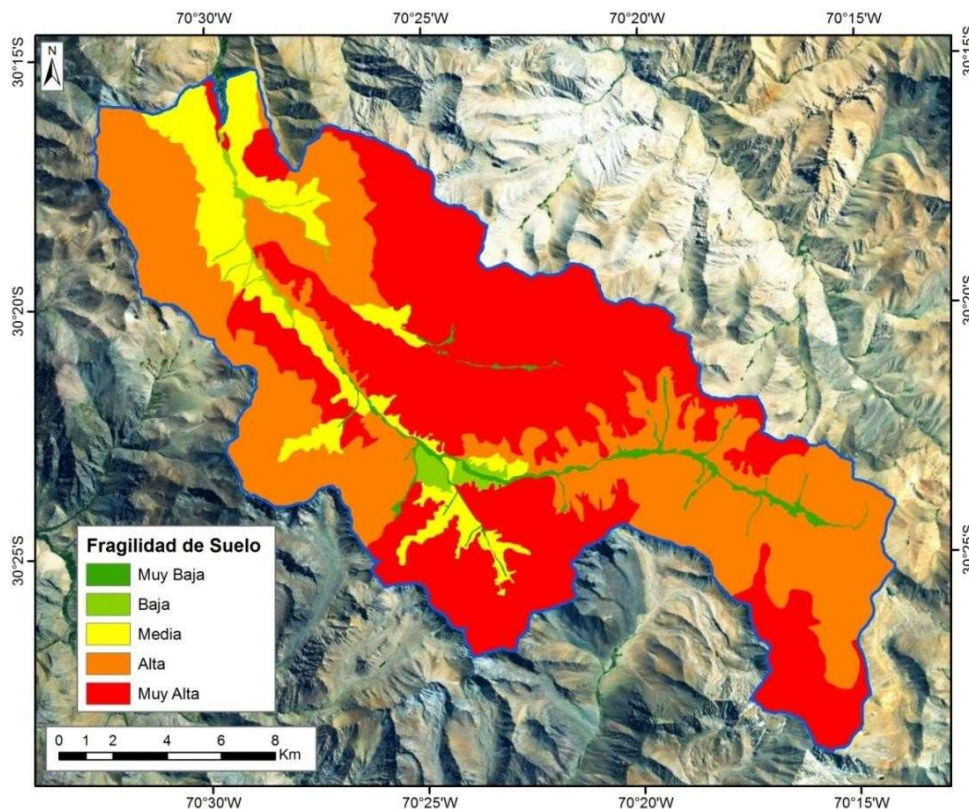 70°30'W 70°25'W 70°20'W 70°15'W
30°15'S 30°15'S
N
30°20'S 30°20'S
30°25'S 30°25'S
Fragilidad de Suelo
Muy Baja
Baja
Media
Alta
Muy Alta
0 1 2 4 6 8
Km
70°30'W 70°25'W 70°20'W 70°15'W